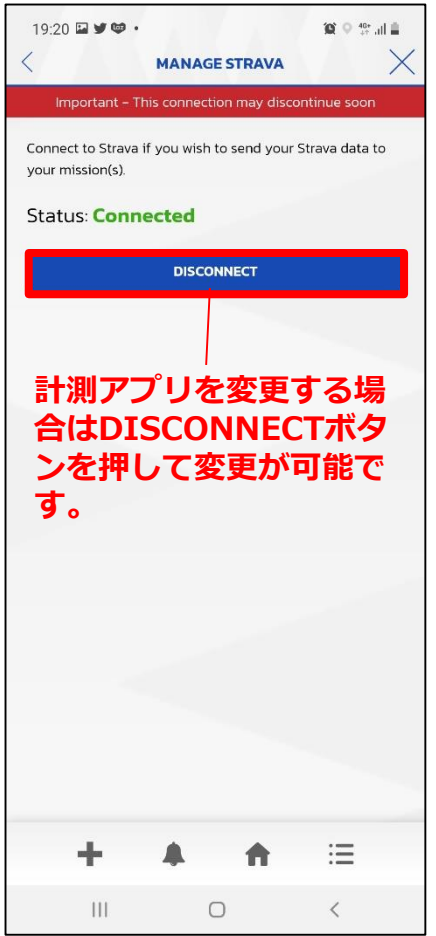 19:20
MANAGE STRAVA
Important – This connection may discontinue soon
Connect to Strava if you wish to send your Strava data to
your mission(s).
Status: Connected
DISCONNECT
計測アプリを変更する場
合はDISCONNECTボタ
ンを押して変更が可能で
す。